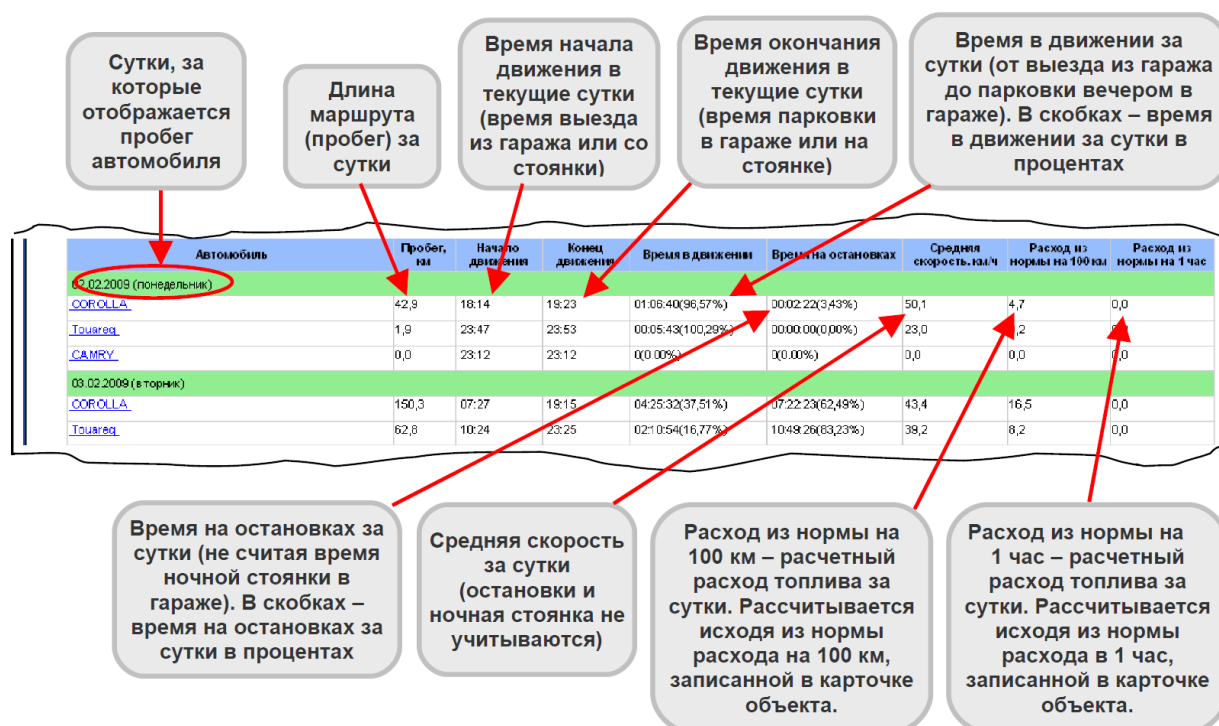 Сутки, за
которые
отображается
пробег
автомобиля
Длина
маршрута
(пробег) за
сутки
Время начала
движения в
текущие сутки
(время выезда
из гаража или со
стоянки)
Время окончания
движения в
текущие сутки
(время парковки
в гараже или на
стоянке)
Время в движении за
сутки (от выезда из гаража
до парковки вечером в
гараже). В скобках – время
в движении за сутки в
процентах
Автомобиль
Пробег,
км
Начало
движения
Конец
движения
Время в движении
Время на остановках
Средняя
скорость, км/ч
Расход из
нормы на 100 км
Расход из
нормы на 1 час
02.02.2009 (понедельник)
COROLLA 42,9 18:14 19:23 01:06:40(96,57%) 00:02:22(3,43%) 50,1 4,7 0,0
Touareq 1,9 23:47 23:53 00:05:43(100,29%) 00:00:00(0,00%) 23,0
CAMRY 0,0 23:12 23:12 0(0.00%) 0(0.00%) 0,0 0,0 0,0
03.02.2009 (вторник)
COROLLA 150,3 07:27 19:15 04:25:32(37,51%) 07:22:23(62,49%) 43,4 16,5 0,0
Touareq 62,8 10:24 23:25 02:10:54(16,77%) 10:49:26(83,23%) 39,2 8,2 0,0
Время на остановках за
сутки (не считая время
ночной стоянки в
гараже). В скобках –
время на остановках за
сутки в процентах
Средняя скорость
за сутки
(остановки и
ночная стоянка не
учитываются)
Расход из нормы на
100 км – расчетный
расход топлива за
сутки. Рассчитывается
исходя из нормы
расхода на 100 км,
записанной в карточке
объекта.
Расход из нормы на
1 час – расчетный
расход топлива за
сутки. Рассчитывается
исходя из нормы
расхода в 1 час,
записанной в карточке
объекта.